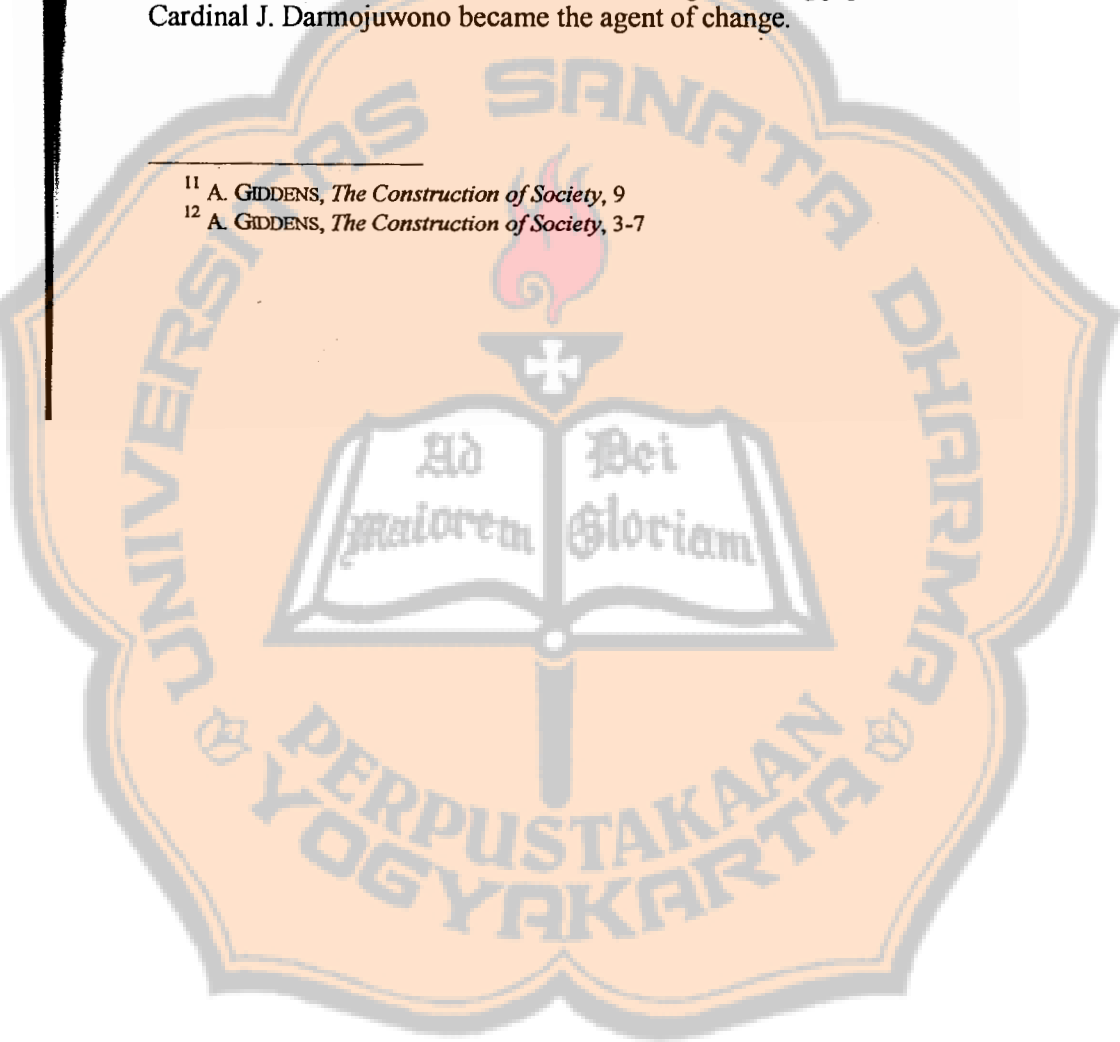 Cardinal J. Darmojuwono became the agent of change.
11 A. GIDDENS, The Construction of Society, 9
12 A. GIDDENS, The Construction of Society, 3-7
UNIVERSITAS SANATA DHARMA
Ad Dei
maiorem Gloriam
PERPUSTAKAAN
YOGYAKARTA